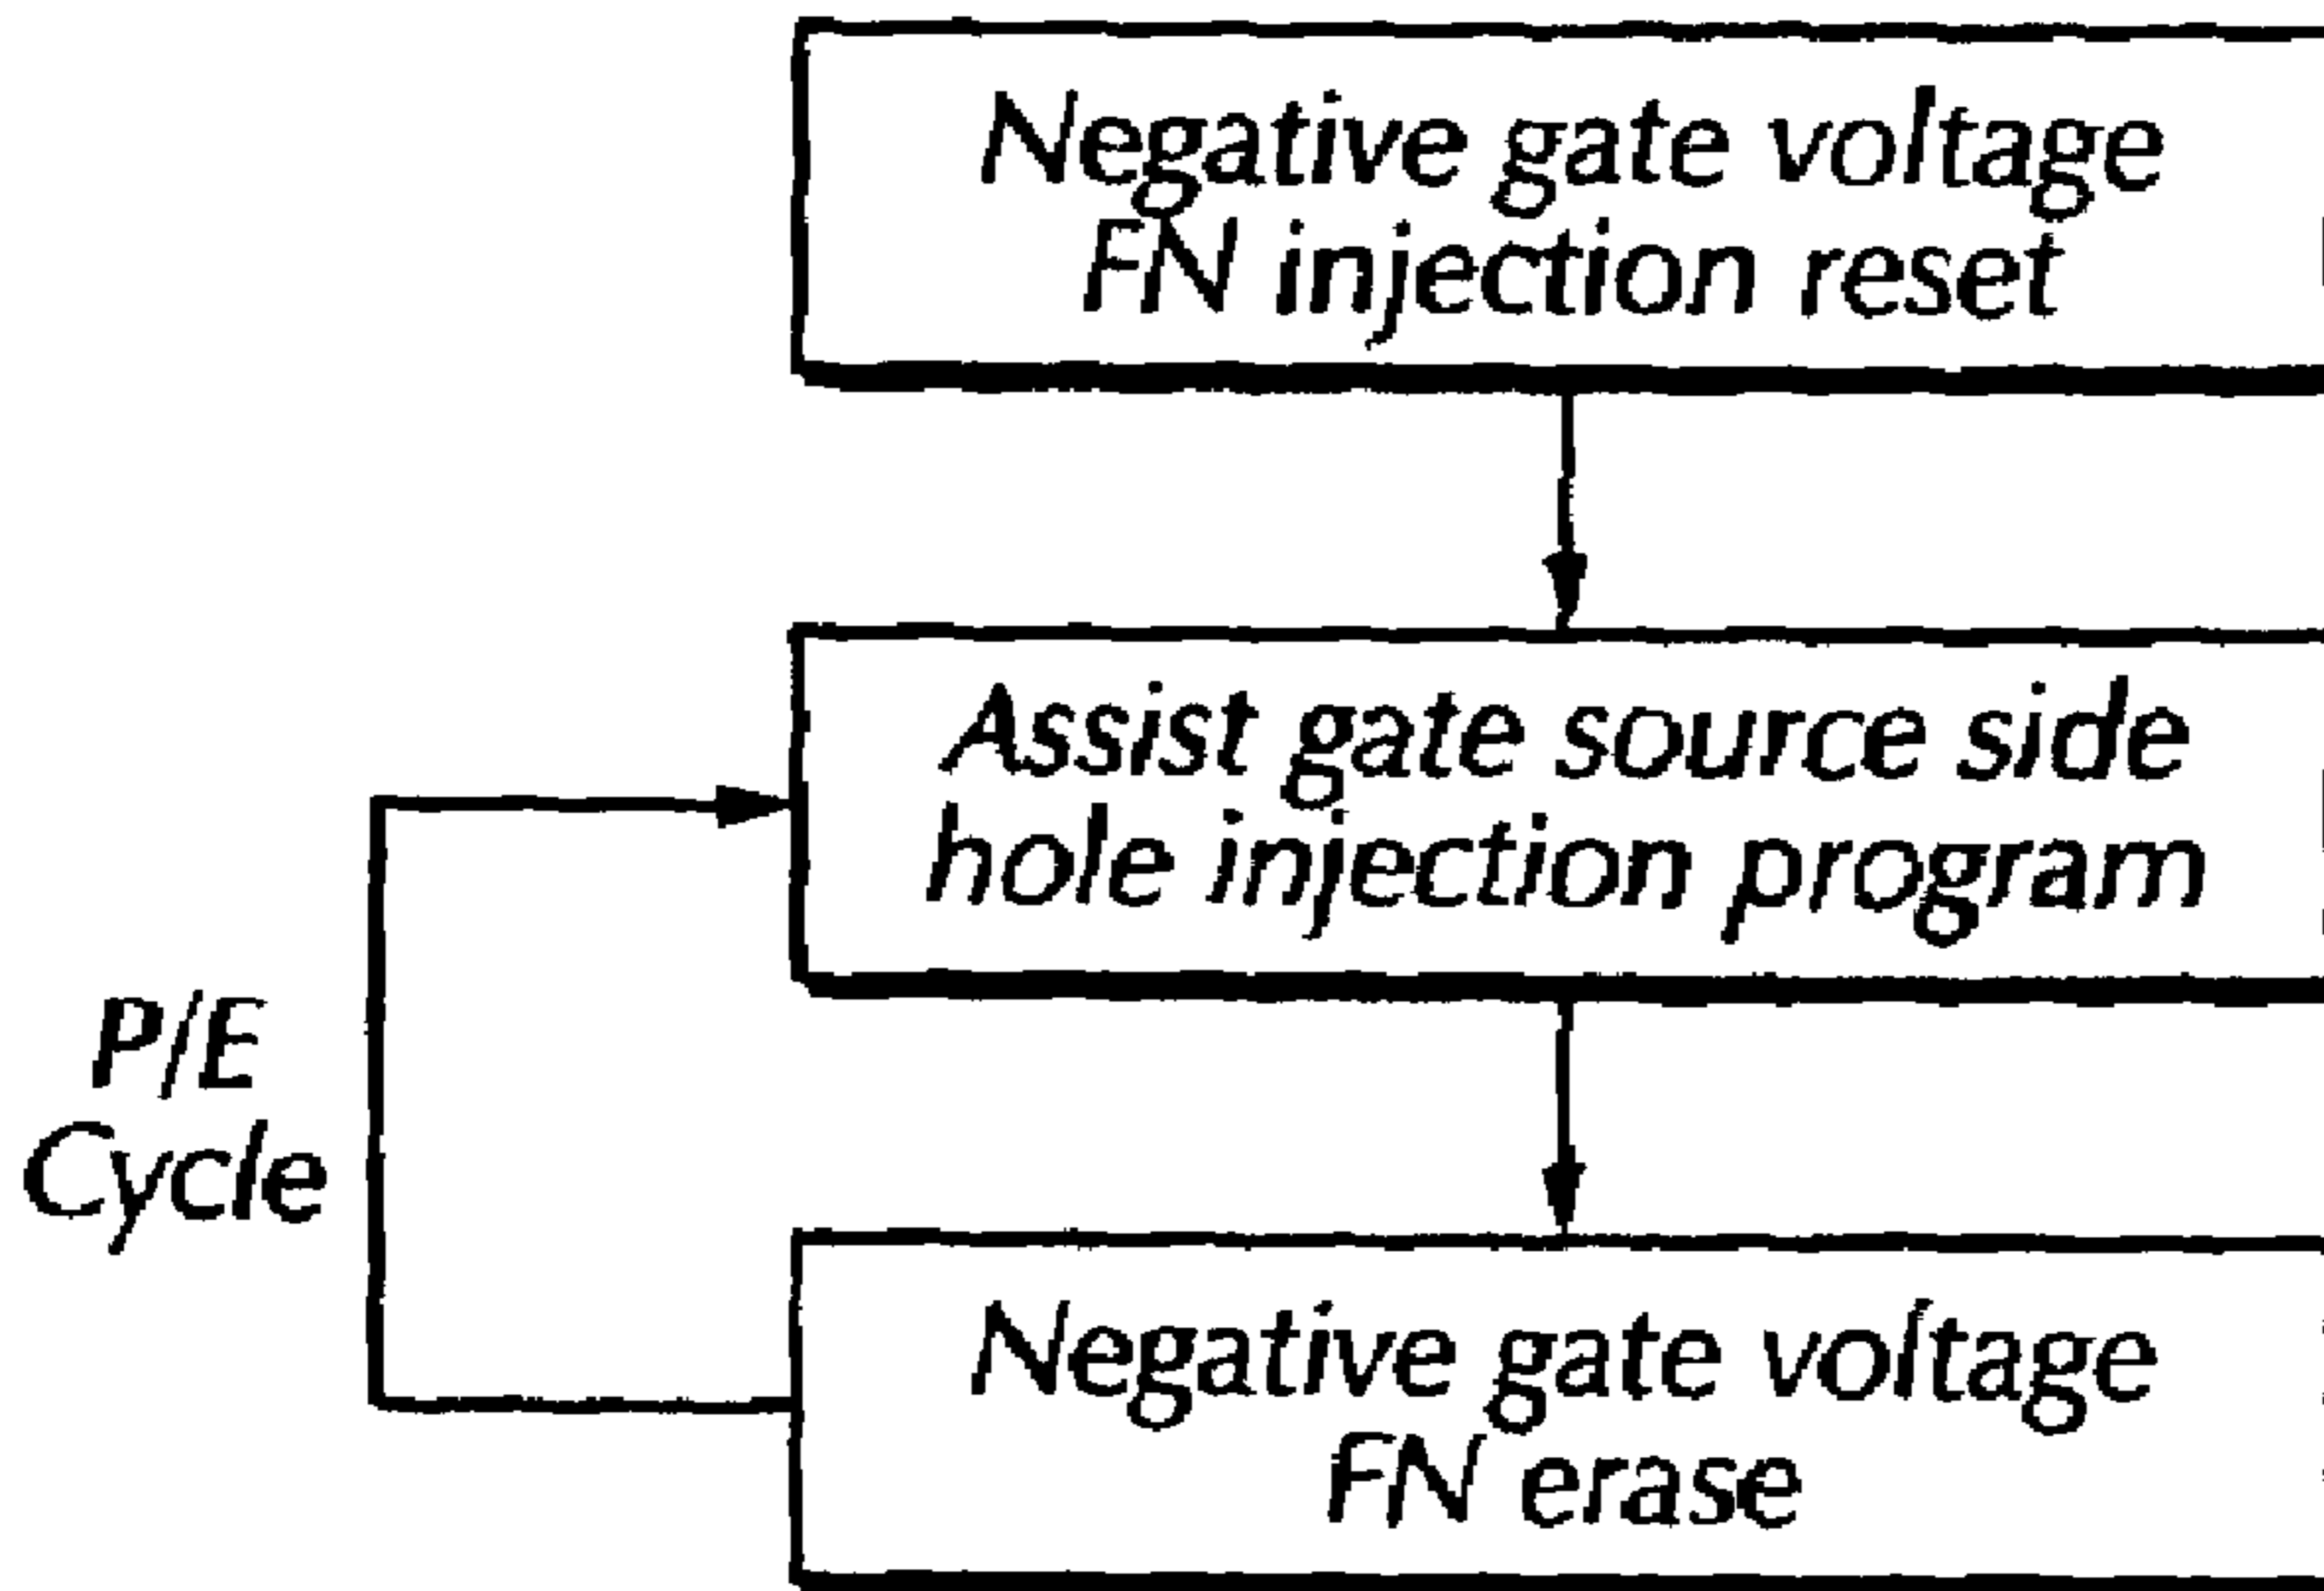 Negative gate voltage
FN injection reset
Assist gate source side
hole injection program
P/E
Cycle
Negative gate voltage
FN erase